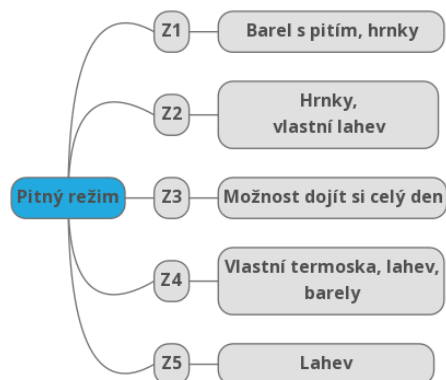 Pitný režim
Z1
Barel s pitím, hrnky
Z2
Hrnky,
vlastní lahev
Z3
Možnost dojít si celý den
Z4
Vlastní termoska, lahev,
barely
Z5
Lahev